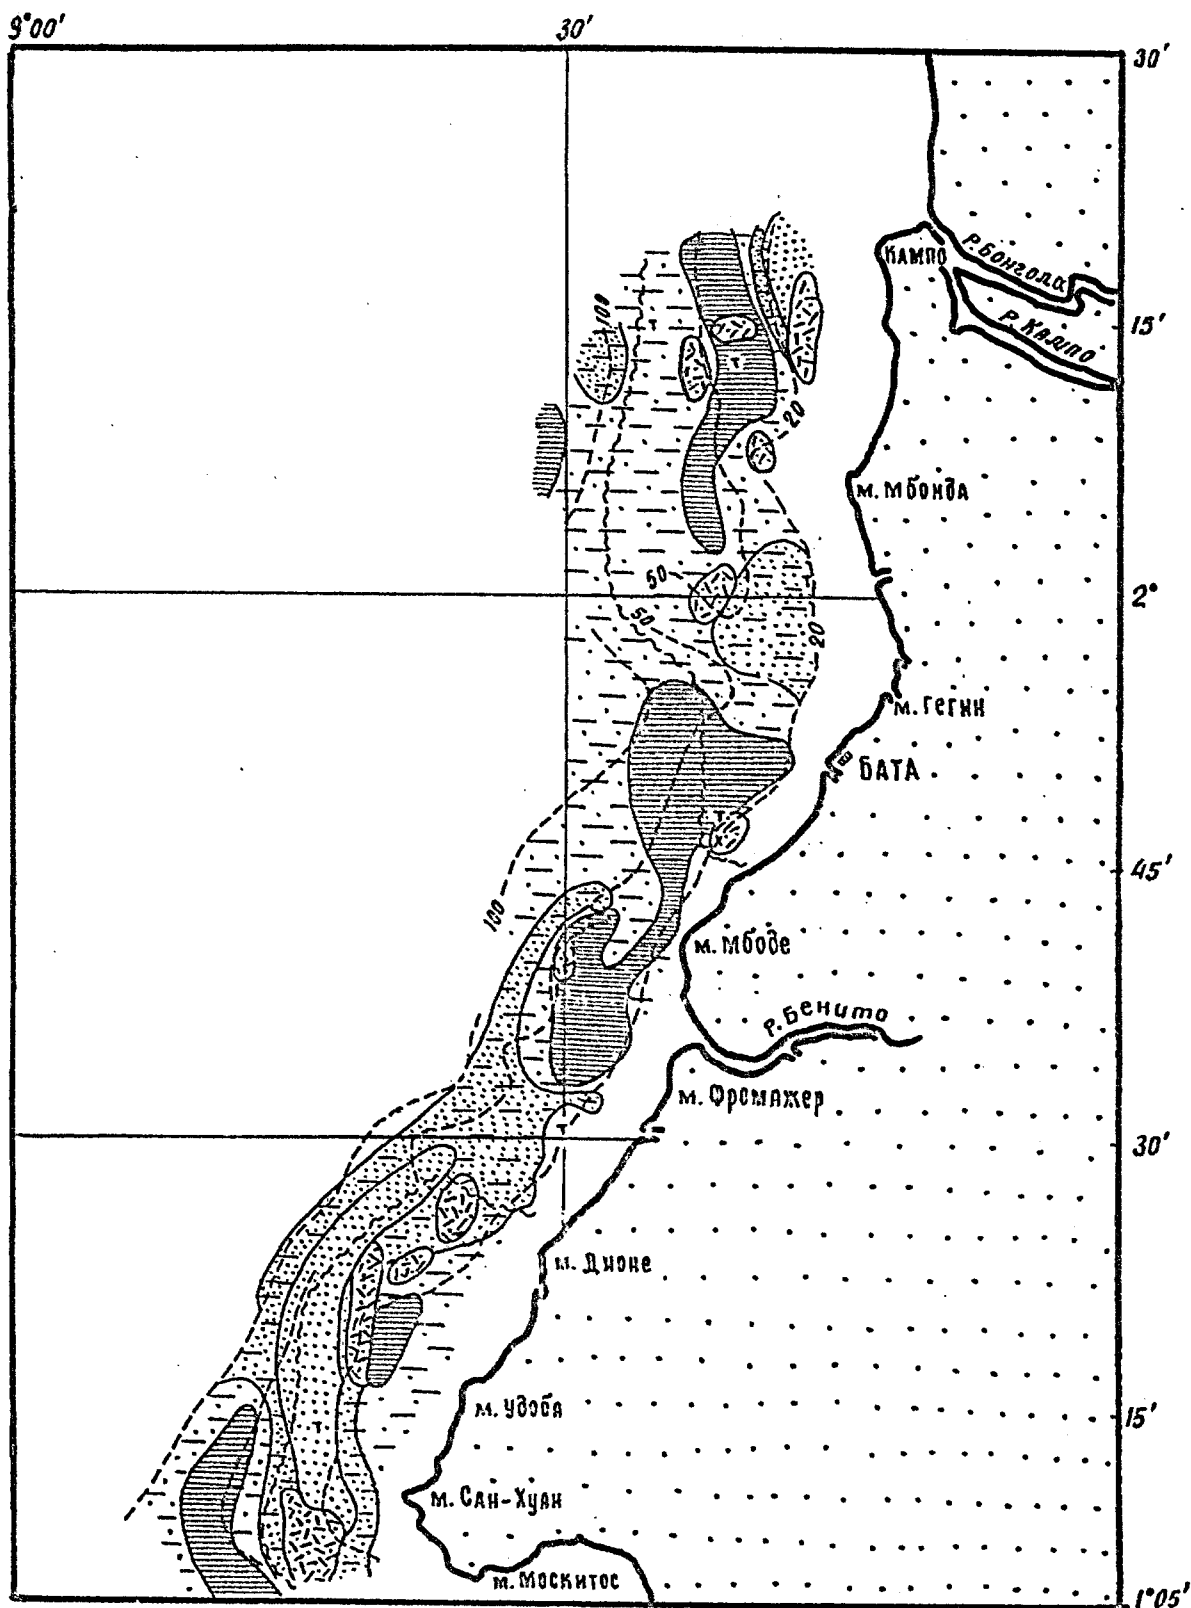 9°00'
30'
30'
КАМПО
Р. БОНГОЛА
Р. КАМПО
15'
100
20
м. Мбонда
50
2°
50
20
м. Гегин
БАТА
45'
100
м. Мбоде
Р. Бенито
м. Фромажер
30'
м. Дионе
м. Удоба
15'
м. Сан-Хуан
м. Москитос
1°05'